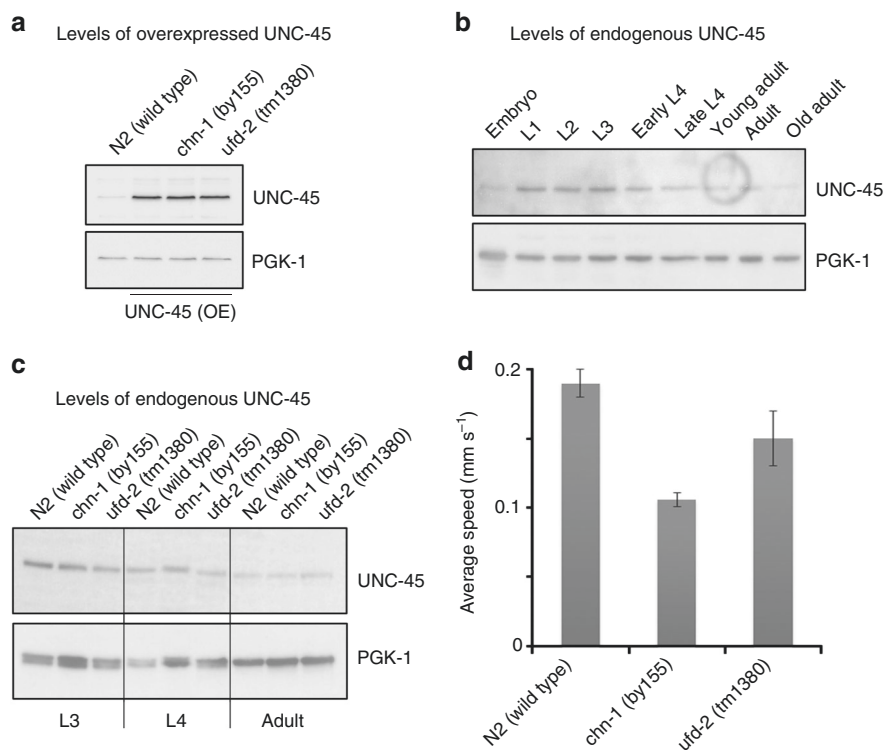 a
Levels of overexpressed UNC-45
N2 (wild type)
chn-1 (by155)
ufd-2 (tm1380)
UNC-45
PGK-1
UNC-45 (OE)
b
Levels of endogenous UNC-45
Embryo
L1
L2
L3
Early L4
Late L4
Young adult
Adult
Old adult
UNC-45
PGK-1
c
Levels of endogenous UNC-45
N2 (wild type)
chn-1 (by155)
ufd-2 (tm1380)
N2 (wild type)
chn-1 (by155)
ufd-2 (tm1380)
N2 (wild type)
chn-1 (by155)
ufd-2 (tm1380)
UNC-45
PGK-1
L3
L4
Adult
d
Average speed (mm s⁻¹)
0.2
0.1
0
N2 (wild type)
chn-1 (by155)
ufd-2 (tm1380)